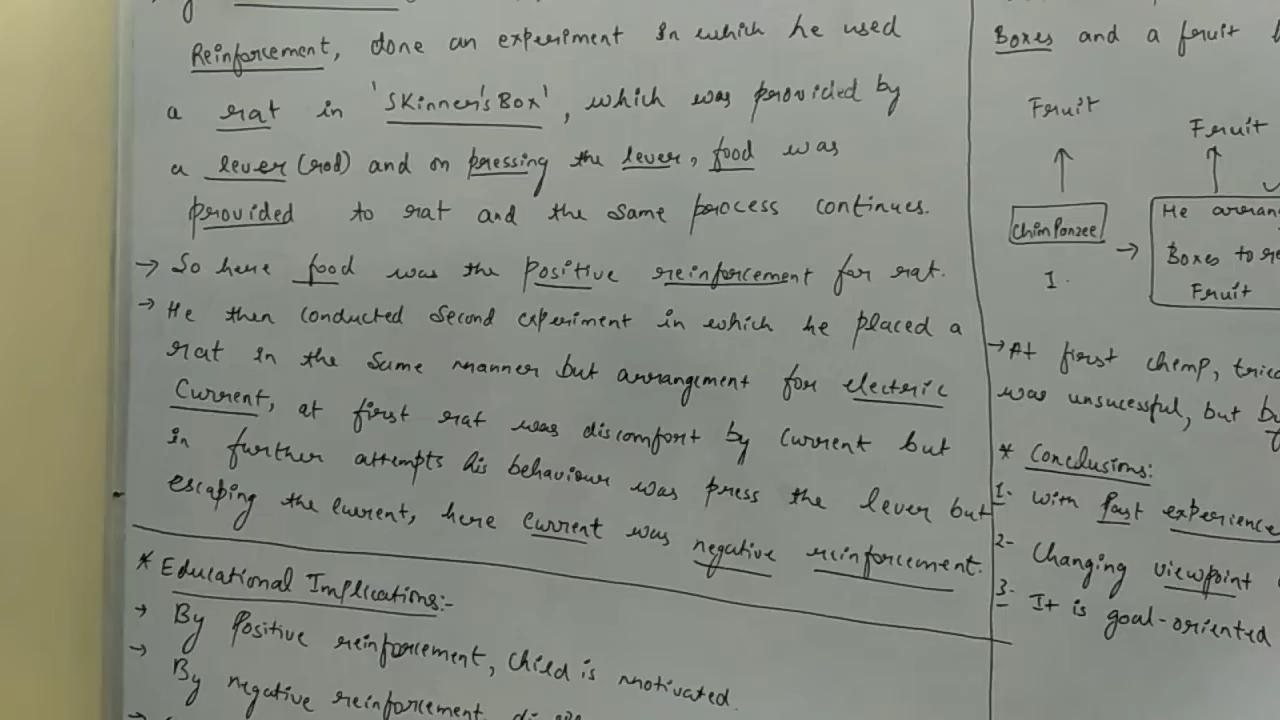 Reinforcement, done an experiment in which he used
a rat in 'Skinner's Box', which was provided by
a lever (rod) and on pressing the lever, food was
provided to rat and the same process continues.
→ So here food was the positive reinforcement for rat.
→ He then conducted second experiment in which he placed a
rat in the same manner but arrangement for electric
current, at first rat was discomfort by current but
in further attempts his behaviour was press the lever but
escaping the current, here current was negative reinforcement.
* Educational Implications:-
→ By Positive reinforcement, child is motivated.
→ By negative reinforcement
Boxes and a fruit
Fruit
Fruit
Chimponzee
→
He
Boxes to
Fruit
1.
→ At first chemp,
was unsucessful, but
* Conclusions:
1- With Past experience
2- Changing viewpoint
3- It is goal-oriented